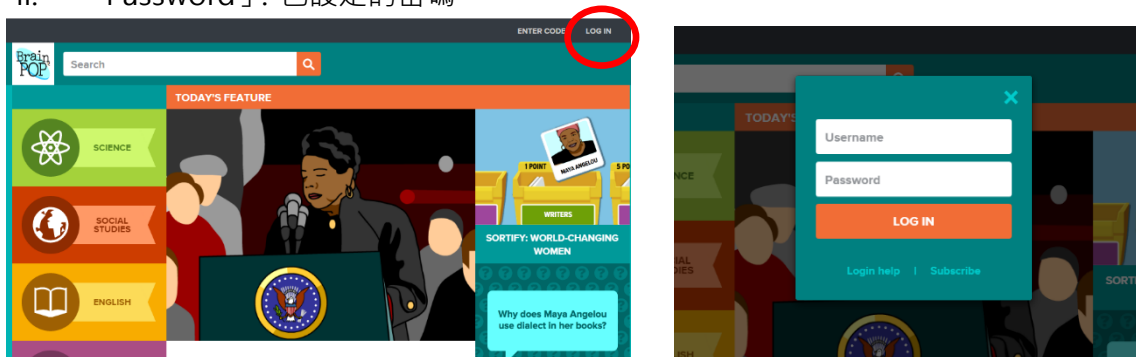 Password」: 已設定的密碼
ENTER CODE LOG IN
Brain
POP
Search
TODAY'S FEATURE
SCIENCE
SOCIAL
STUDIES
ENGLISH
1 POINT
MAYA ANGELOU
5 PO
WRITERS
SORTIFY: WORLD-CHANGING
WOMEN
Why does Maya Angelou
use dialect in her books?
TODAY'S
NCE
IAL
DIES
ISH
SORTI
×
Username
Password
LOG IN
Login help | Subscribe